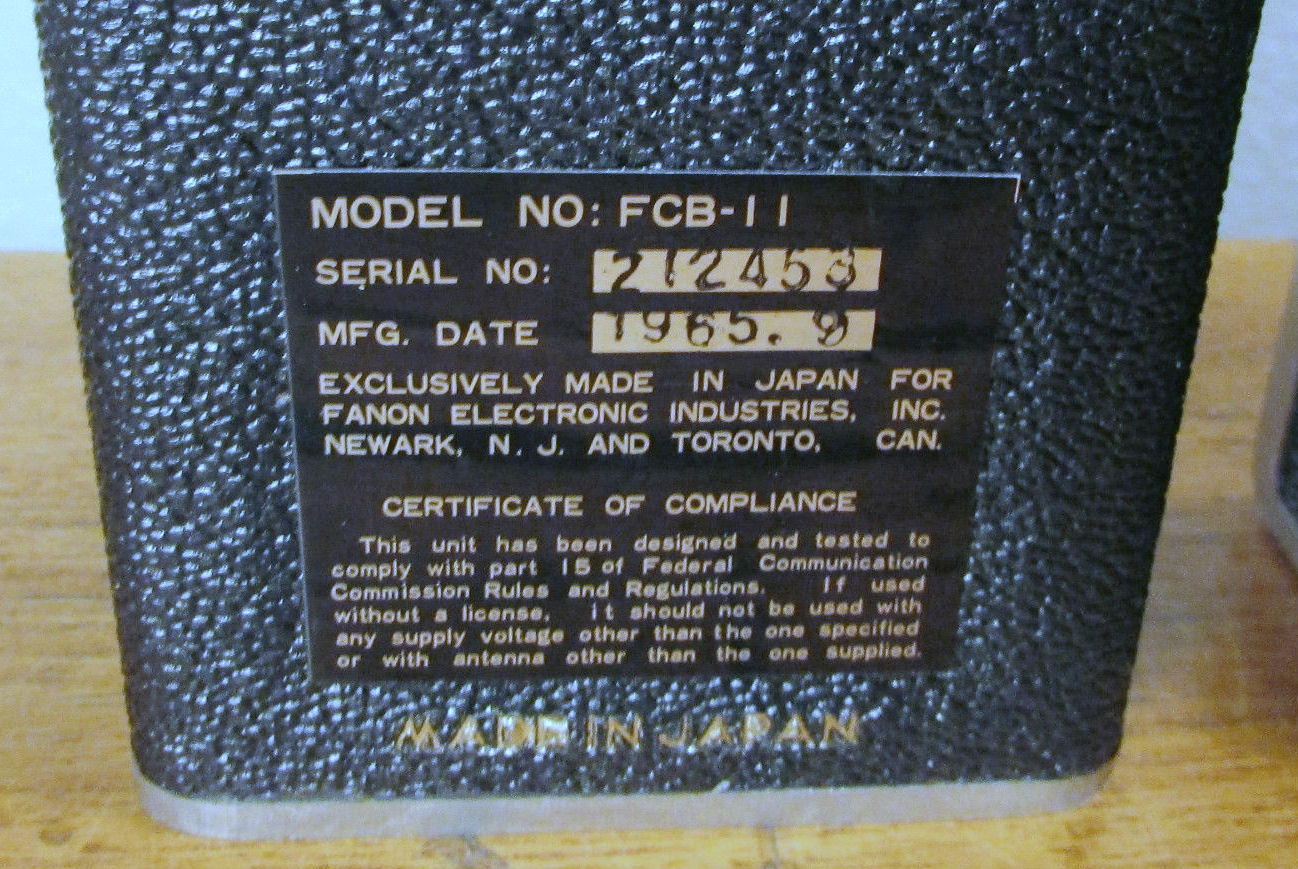 MODEL NO: FCB-11
SERIAL NO: 212453
MFG. DATE 1965. 9
EXCLUSIVELY MADE IN JAPAN FOR
FANON ELECTRONIC INDUSTRIES, INC.
NEWARK, N. J. AND TORONTO, CAN.
CERTIFICATE OF COMPLIANCE
This unit has been designed and tested to
comply with part 15 of Federal Communication
Commission Rules and Regulations. If used
without a license, it should not be used with
any supply voltage other than the one specified
or with antenna other than the one supplied.
MADE IN JAPAN